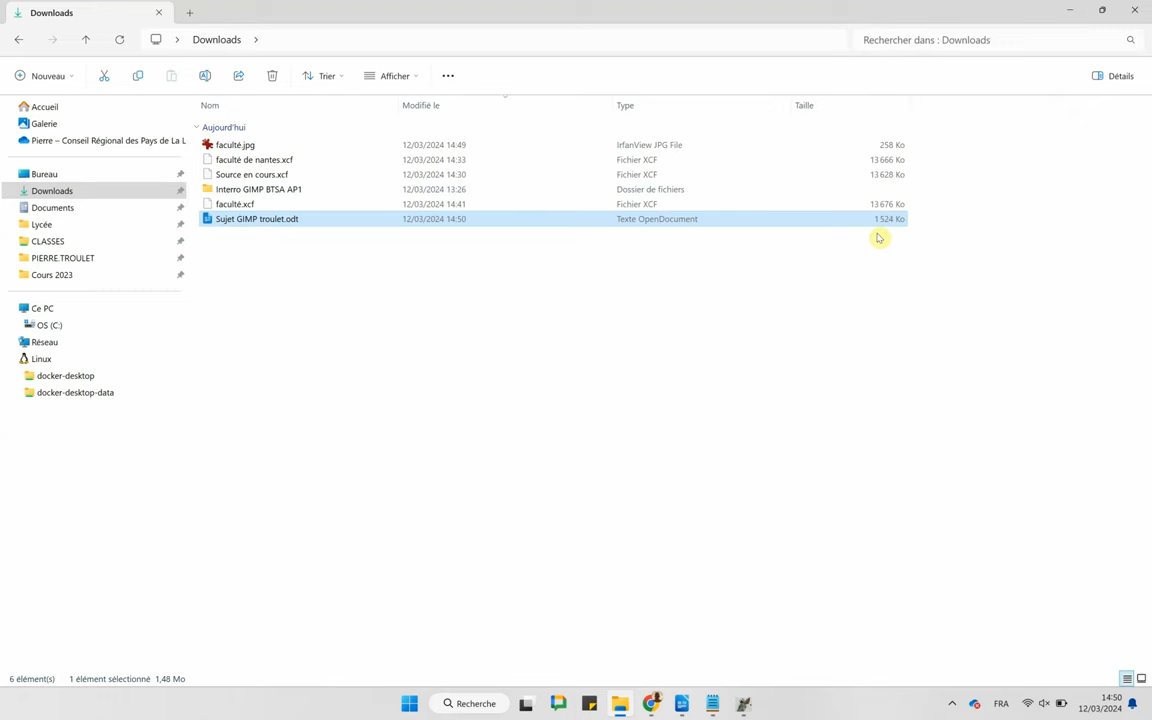 Downloads
Downloads
Rechercher dans : Downloads
Nouveau
Trier
Afficher
Détails
Nom
Modifié le
Type
Taille
Aujourd'hui
faculté.jpg 12/03/2024 14:49 IrfanView JPG File 258 Ko
faculté de nantes.xcf 12/03/2024 14:33 Fichier XCF 13 666 Ko
Source en cours.xcf 12/03/2024 14:30 Fichier XCF 13 628 Ko
Interro GIMP BTSA AP1 12/03/2024 13:26 Dossier de fichiers
faculté.xcf 12/03/2024 14:41 Fichier XCF 13 676 Ko
Sujet GIMP troulet.odt 12/03/2024 14:50 Texte OpenDocument 1 524 Ko
Accueil
Galerie
Pierre – Conseil Régional des Pays de La L
Bureau
Downloads
Documents
Lycée
CLASSES
PIERRE.TROULET
Cours 2023
Ce PC
OS (C:)
Réseau
Linux
docker-desktop
docker-desktop-data
6 élément(s) 1 élément sélectionné 1,48 Mo
Recherche
FRA
14:50
12/03/2024